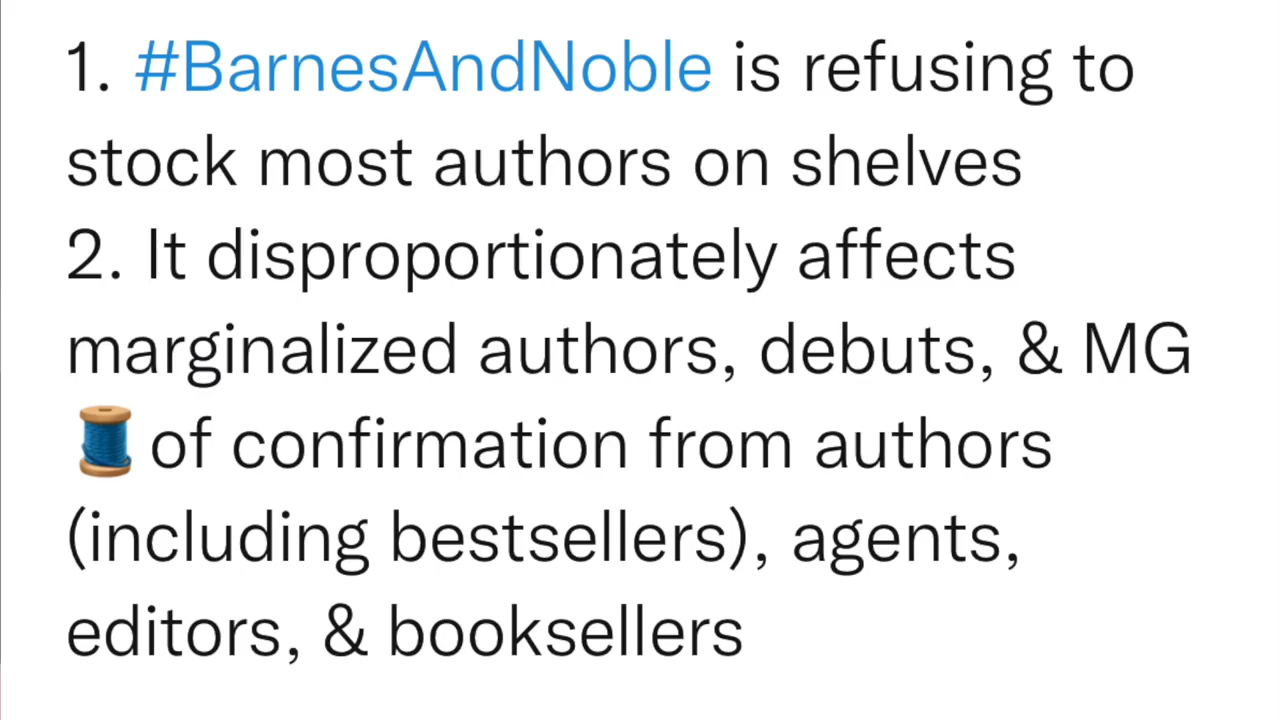 1. #BarnesAndNoble is refusing to
stock most authors on shelves
2. It disproportionately affects
marginalized authors, debuts, & MG
🧵 of confirmation from authors
(including bestsellers), agents,
editors, & booksellers